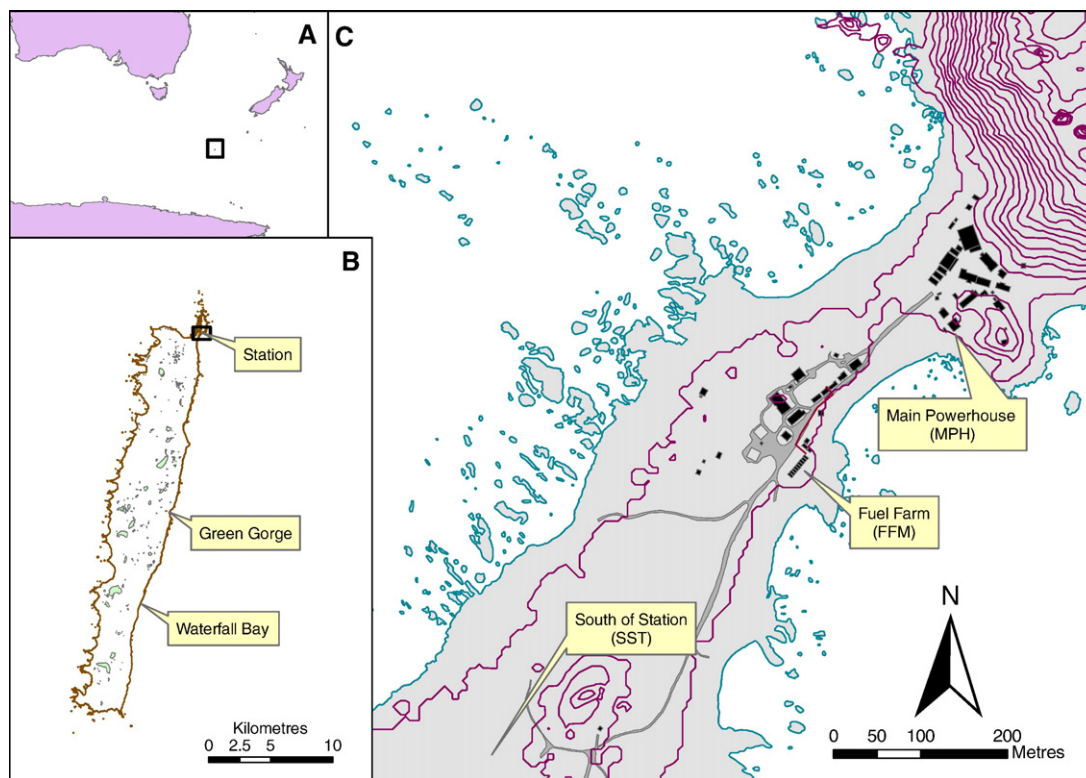 A
B
Station
Green Gorge
Waterfall Bay
Kilometres
0 2.5 5 10
C
Main Powerhouse
(MPH)
Fuel Farm
(FFM)
South of Station
(SST)
N
0 50 100 200
Metres